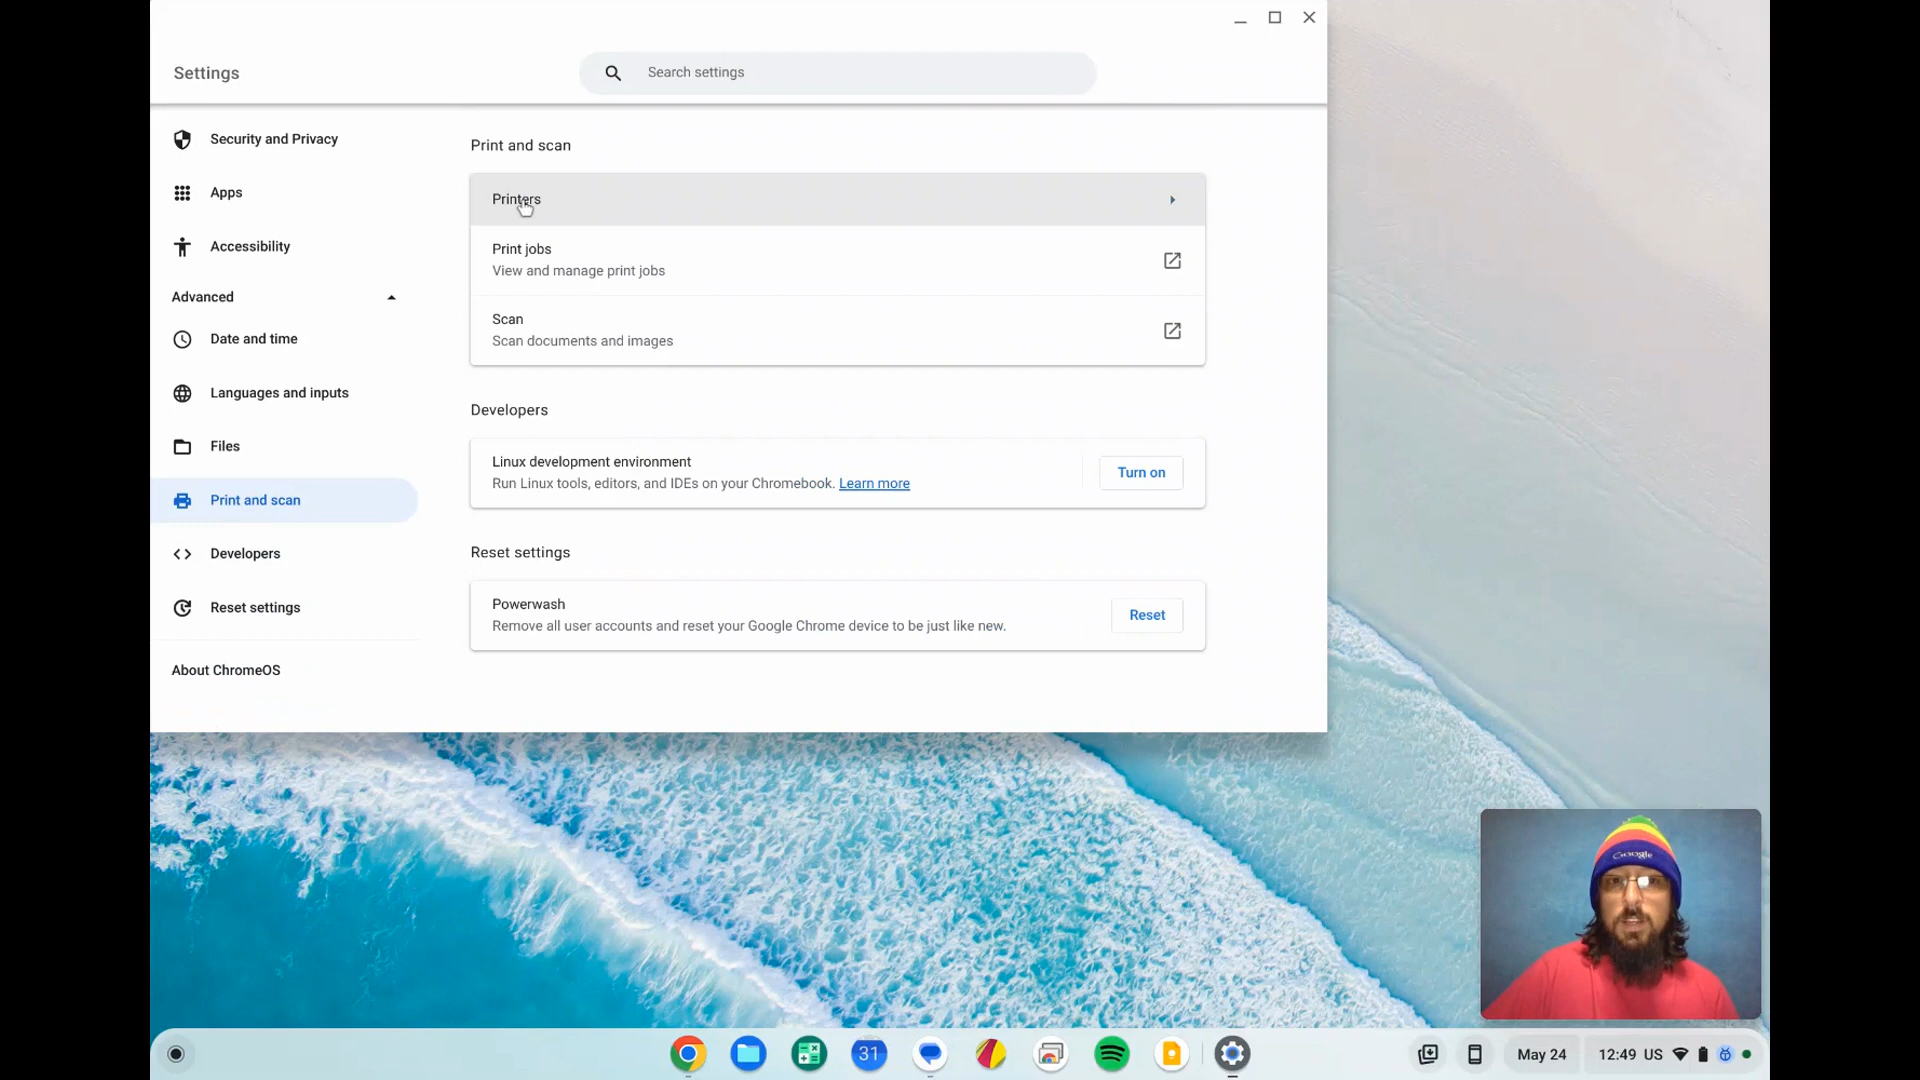 Settings
Search settings
Security and Privacy
Apps
Accessibility
Advanced
Date and time
Languages and inputs
Files
Print and scan
Developers
Reset settings
About ChromeOS
Print and scan
Printers
Print jobs
View and manage print jobs
Scan
Scan documents and images
Developers
Linux development environment
Run Linux tools, editors, and IDEs on your Chromebook. Learn more
Turn on
Reset settings
Powerwash
Remove all user accounts and reset your Google Chrome device to be just like new.
Reset
Google
31
May 24
12:49 US